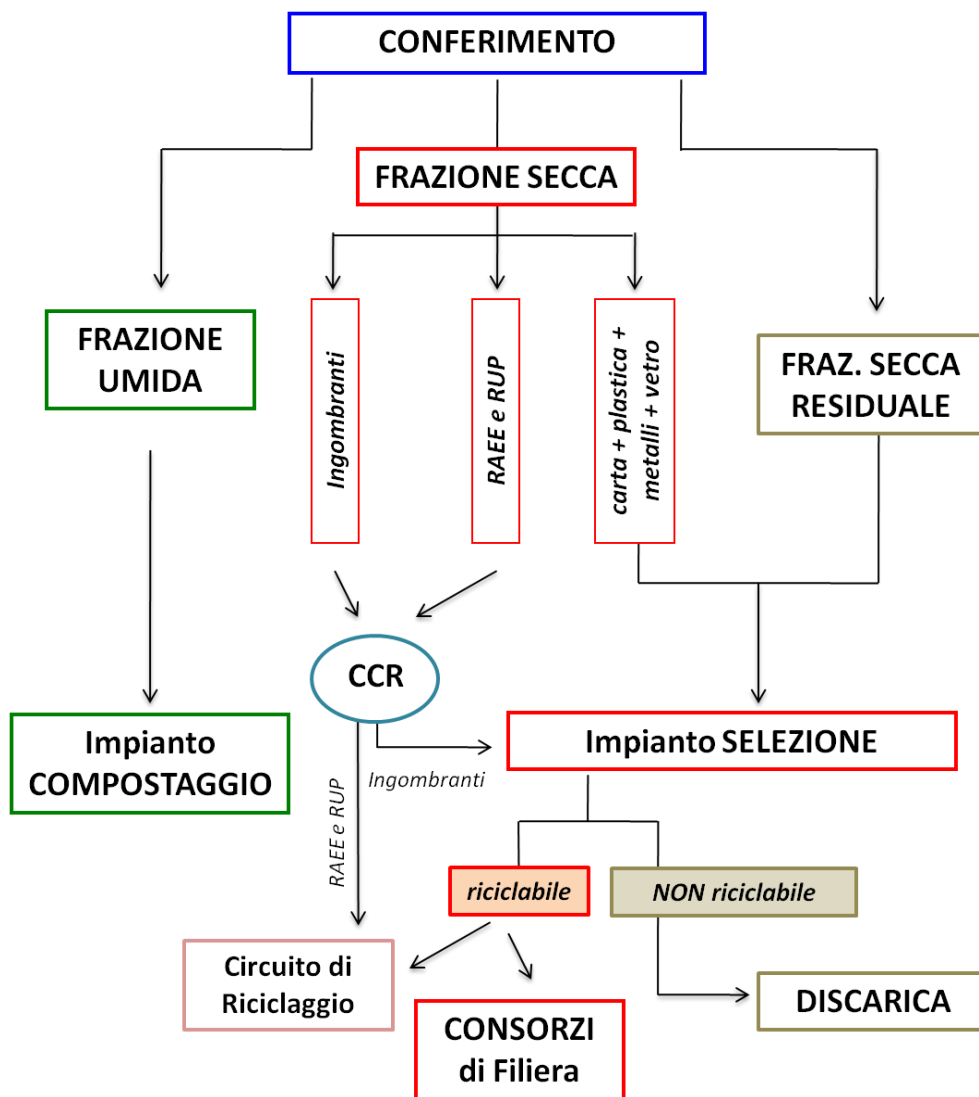 CONFERIMENTO
FRAZIONE SECCA
FRAZIONE
UMIDA
Ingombranti
RAEE e RUP
carta + plastica +
metalli + vetro
FRAZ. SECCA
RESIDUALE
CCR
Impianto
COMPOSTAGGIO
Impianto SELEZIONE
Ingombranti
RAEE e RUP
riciclabile
NON riciclabile
Circuito di
Riciclaggio
CONSORZI
di Filiera
DISCARICA